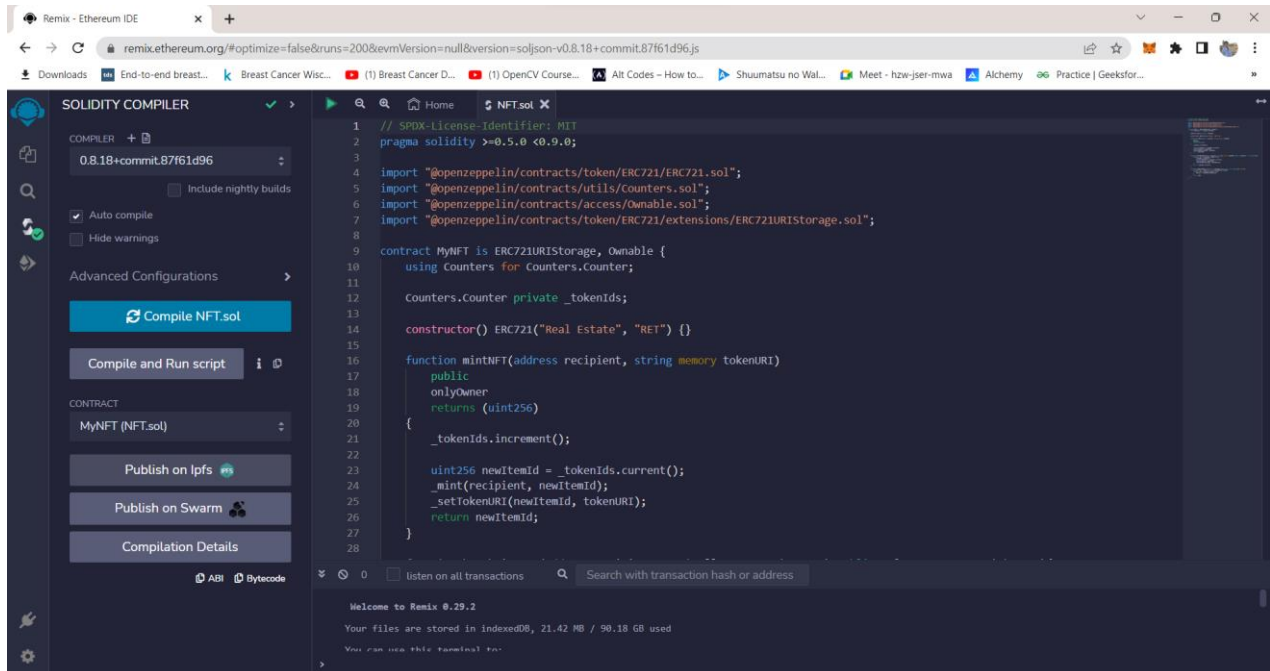 Remix - Ethereum IDE
remix.ethereum.org/#optimize=false&runs=200&evmVersion=null&version=soljson-v0.8.18+commit.87f61d96.js
Downloads End-to-end breast... Breast Cancer Wisc... (1) Breast Cancer D... (1) OpenCV Course... Alt Codes – How to... Shuumatsu no Wal... Meet - hzw-jser-mwa Alchemy Practice | Geeksfor...
SOLIDITY COMPILER
COMPILER
0.8.18+commit.87f61d96
Include nightly builds
Auto compile
Hide warnings
Advanced Configurations
Compile NFT.sol
Compile and Run script
CONTRACT
MyNFT (NFT.sol)
Publish on Ipfs
Publish on Swarm
Compilation Details
ABI Bytecode
Home NFT.sol
1 // SPDX-License-Identifier: MIT
2 pragma solidity >=0.5.0 <0.9.0;
3
4 import "@openzeppelin/contracts/token/ERC721/ERC721.sol";
5 import "@openzeppelin/contracts/utils/Counters.sol";
6 import "@openzeppelin/contracts/access/Ownable.sol";
7 import "@openzeppelin/contracts/token/ERC721/extensions/ERC721URIStorage.sol";
8
9 contract MyNFT is ERC721URIStorage, Ownable {
10 using Counters for Counters.Counter;
11
12 Counters.Counter private _tokenIds;
13
14 constructor() ERC721("Real Estate", "RET") {}
15
16 function mintNFT(address recipient, string memory tokenURI)
17 public
18 onlyOwner
19 returns (uint256)
20 {
21 _tokenIds.increment();
22
23 uint256 newItemId = _tokenIds.current();
24 _mint(recipient, newItemId);
25 _setTokenURI(newItemId, tokenURI);
26 return newItemId;
27 }
28
0 listen on all transactions Search with transaction hash or address
Welcome to Remix 0.29.2
Your files are stored in indexedDB, 21.42 MB / 90.18 GB used
You can use this terminal to:
>